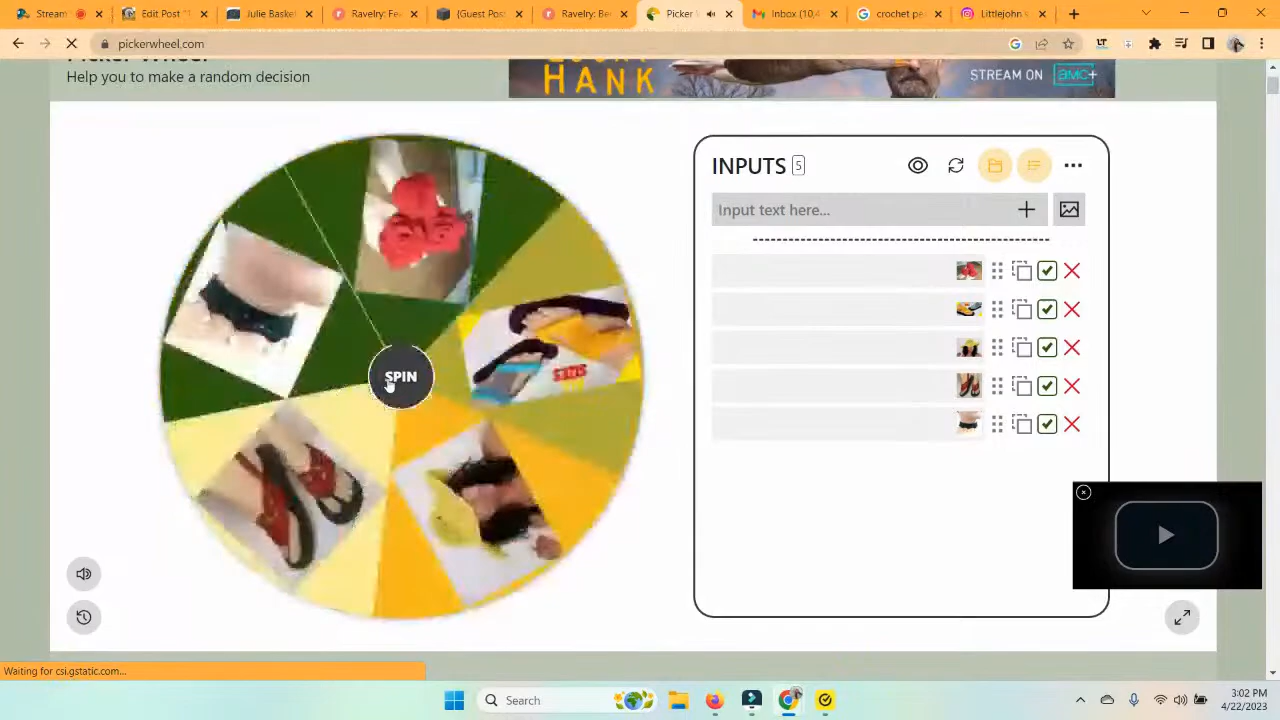 Stream
Edit Post "
Julie Baskel
Ravelry: Fe
{Guest Post
Ravelry: Be
Picker
Inbox (10,4
crochet pe
Littlejohn
pickerwheel.com
Help you to make a random decision
HANK
STREAM ON amc+
INPUTS 5
Input text here...
SPIN
Waiting for csi.gstatic.com...
Search
3:02 PM
4/22/2023